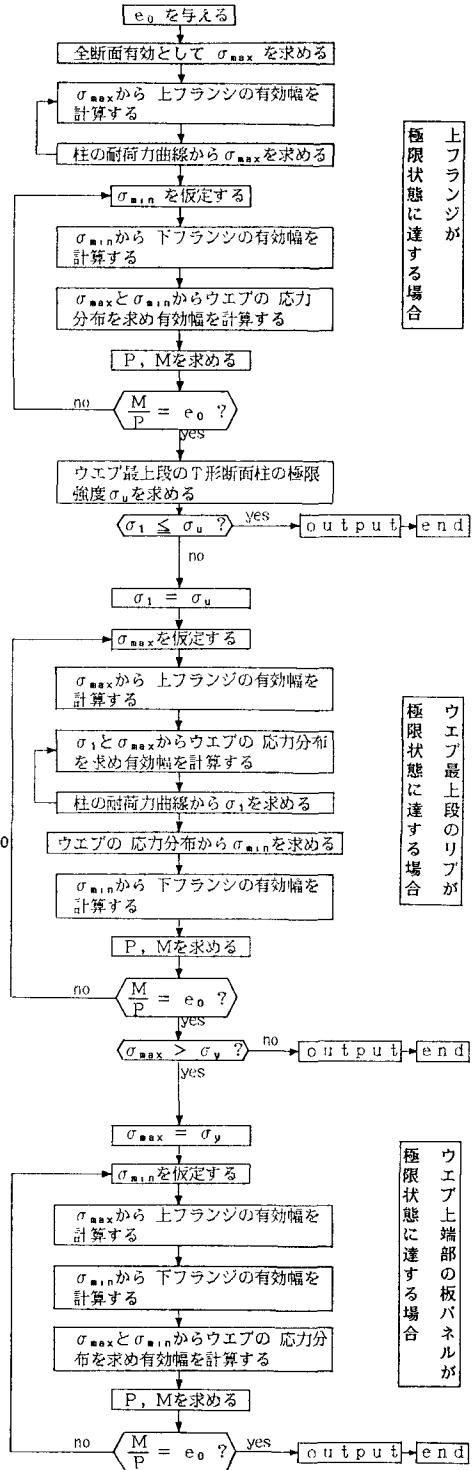 e₀ を与える
全断面有効として σmax を求める
σmaxから 上フランジの有効幅を
計算する
柱の耐荷力曲線からσmaxを求める
σmin を仮定する
σminから 下フランジの有効幅を
計算する
σmaxとσminからウエブの 応力
分布を求め有効幅を計算する
P, Mを求める
M/P = e₀ ?
no
yes
ウエブ最上段のT形断面柱の極限
強度σuを求める
σ₁ ≦ σu ?
yes
output
end
no
上フランジが
極限状態に達する場合
σ₁ = σu
σmaxを仮定する
σmaxから 上フランジの有効幅を
計算する
σ₁とσmaxからウエブの 応力分布
を求め有効幅を計算する
柱の耐荷力曲線からσ₁を求める
ウエブの 応力分布からσminを求める
σminから 下フランジの有効幅を
計算する
P, Mを求める
M/P = e₀ ?
no
yes
σmax > σy ?
no
output
end
yes
ウエブ最上段のリブが
極限状態に達する場合
0
σmax = σy
σminを仮定する
σmaxから 上フランジの有効幅を
計算する
σminから 下フランジの有効幅を
計算する
σmaxとσminからウエブの 応力分
布を求め有効幅を計算する
P, Mを求める
M/P = e₀ ?
no
yes
output
end
ウエブ上端部の板パネルが
極限状態に達する場合